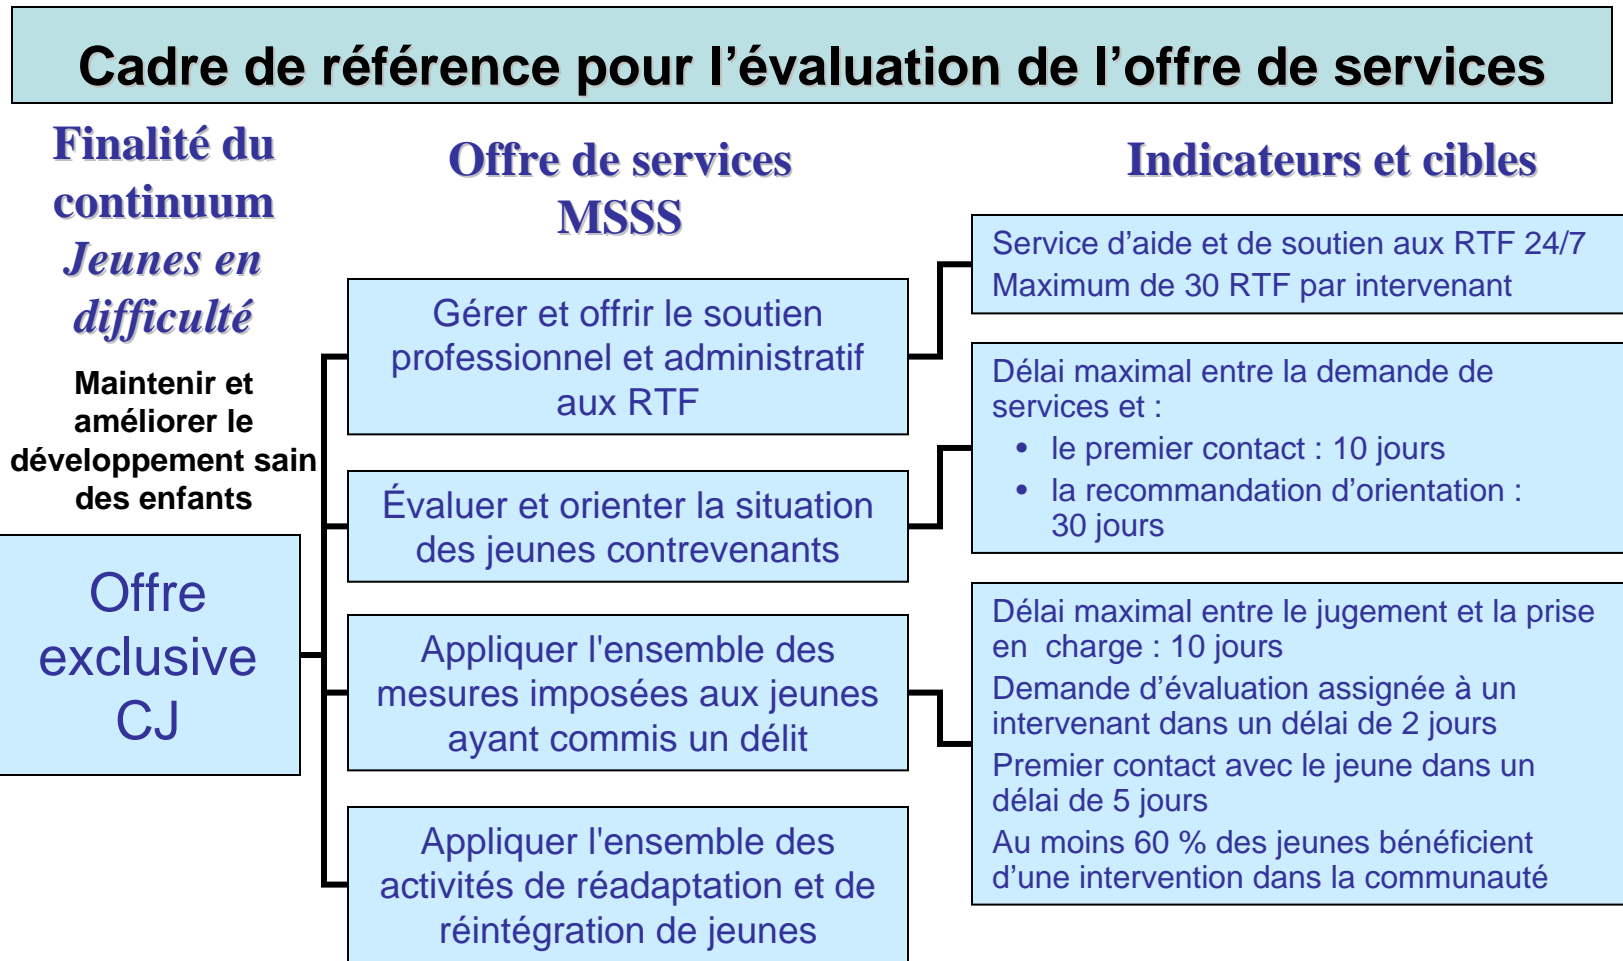 Cadre de référence pour l’évaluation de l’offre de services
Finalité du
continuum
Jeunes en
difficulté
Maintenir et
améliorer le
développement sain
des enfants
Offre
exclusive
CJ
Offre de services
MSSS
Gérer et offrir le soutien
professionnel et administratif
aux RTF
Évaluer et orienter la situation
des jeunes contrevenants
Appliquer l'ensemble des
mesures imposées aux jeunes
ayant commis un délit
Appliquer l'ensemble des
activités de réadaptation et de
réintégration de jeunes
Indicateurs et cibles
Service d’aide et de soutien aux RTF 24/7
Maximum de 30 RTF par intervenant
Délai maximal entre la demande de
services et :
• le premier contact : 10 jours
• la recommandation d’orientation :
30 jours
Délai maximal entre le jugement et la prise
en charge : 10 jours
Demande d’évaluation assignée à un
intervenant dans un délai de 2 jours
Premier contact avec le jeune dans un
délai de 5 jours
Au moins 60 % des jeunes bénéficient
d’une intervention dans la communauté